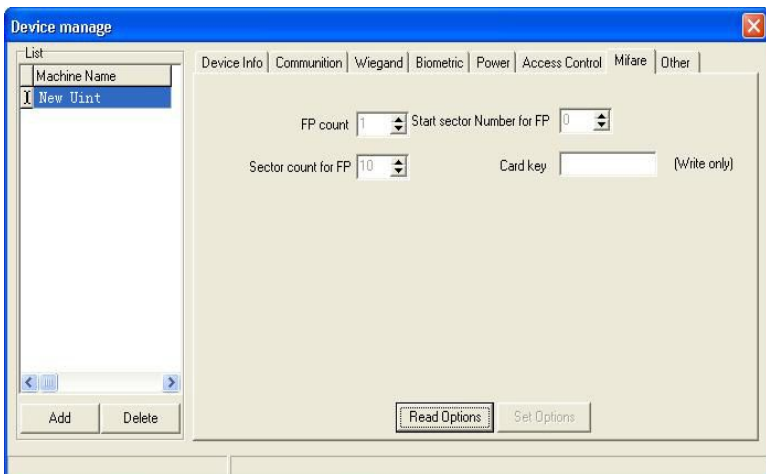 Device manage
List
Machine Name
New Uint
Device Info Communition Wiegand Biometric Power Access Control Mifare Other
FP count 1 Start sector Number for FP 0
Sector count for FP 10 Card key (Write only)
Add Delete
Read Options Set Options